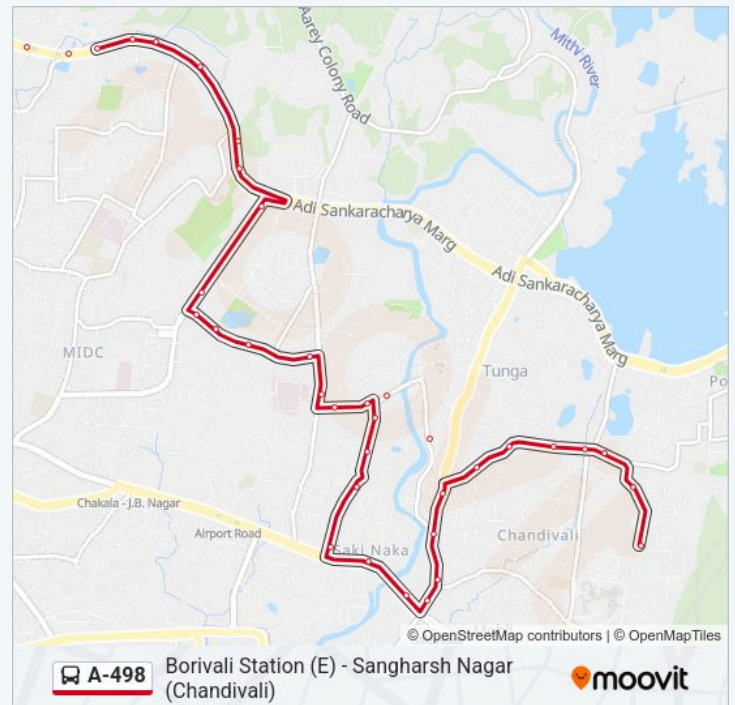 Aarey Colony Road
Mithi River
Adi Sankaracharya Marg
Adi Sankaracharya Marg
MIDC
Tunga
Po
Chakala - J.B. Nagar
Airport Road
Saki Naka
Chandivali
© OpenStreetMap contributors | © OpenMapTiles
A-498
Borivali Station (E) - Sangharsh Nagar
(Chandivali)
moovit